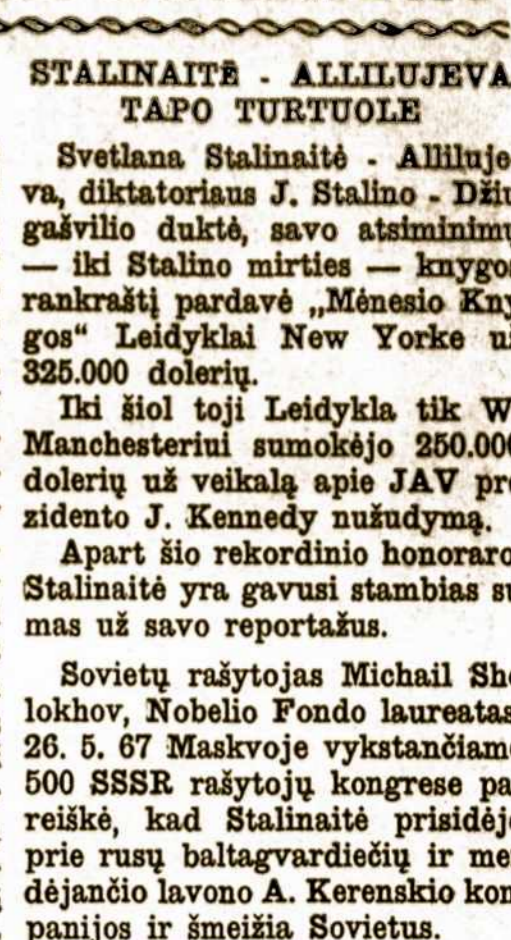 STALINAITĖ - ALLILUJEVA
TAPO TURTUOLE
Svetlana Stalinaitė - Alliluje-
va, diktatoriaus J. Stalino - Džiu
gašvilio duktė, savo atsiminimų
— iki Stalino mirties — knygos
rankraštį pardavė „Mėnesio Kny
gos“ Leidyklai New Yorke už
325.000 dolerių.
Iki šiol toji Leidykla tik W.
Manchesteriui sumokėjo 250.000
dolerių už veikalą apie JAV pre
zidento J. Kennedy nužudymą.
Apart šio rekordinio honoraro
Stalinaitė yra gavusi stambias su
mas už savo reportažus.
Sovietų rašytojas Michail Sho
lokhov, Nobelio Fondo laureatas
26. 5. 67 Maskvoje vykstančiame
500 SSSR rašytojų kongrese pa
reiškė, kad Stalinaitė prisidėjo
prie rusų baltagvardiečių ir me
dėjančio lavono A. Kerenskio kom
panijos ir šmeižia Sovietus.